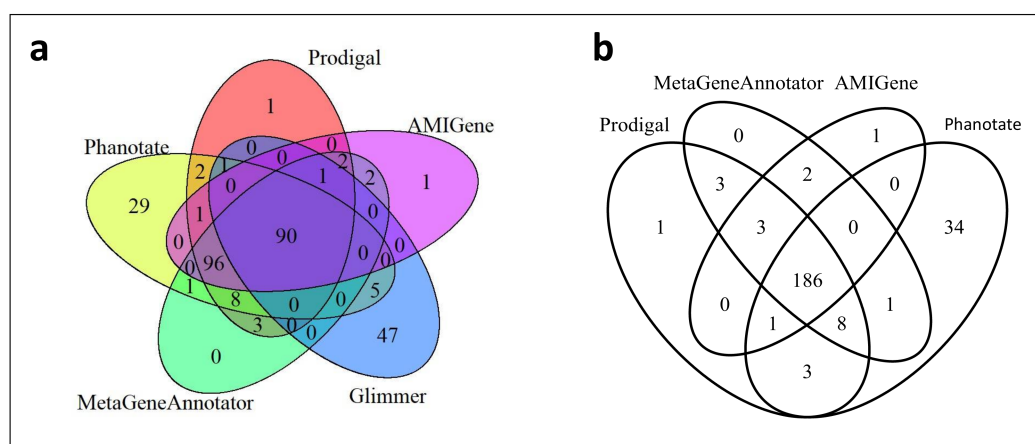 a
Prodigal
AMIGene
Phanotate
MetaGeneAnnotator
Glimmer
1
0 0
0 2
2 1 1 2
0
29 1 0 1
0 90 0
96 0 0
0 0
1 8 0 0 5
3 0 0 47
0
b
MetaGeneAnnotator AMIGene
Prodigal Phanotate
0 1
3 2 0
1 3 0 34
186
0 1 8 1
3